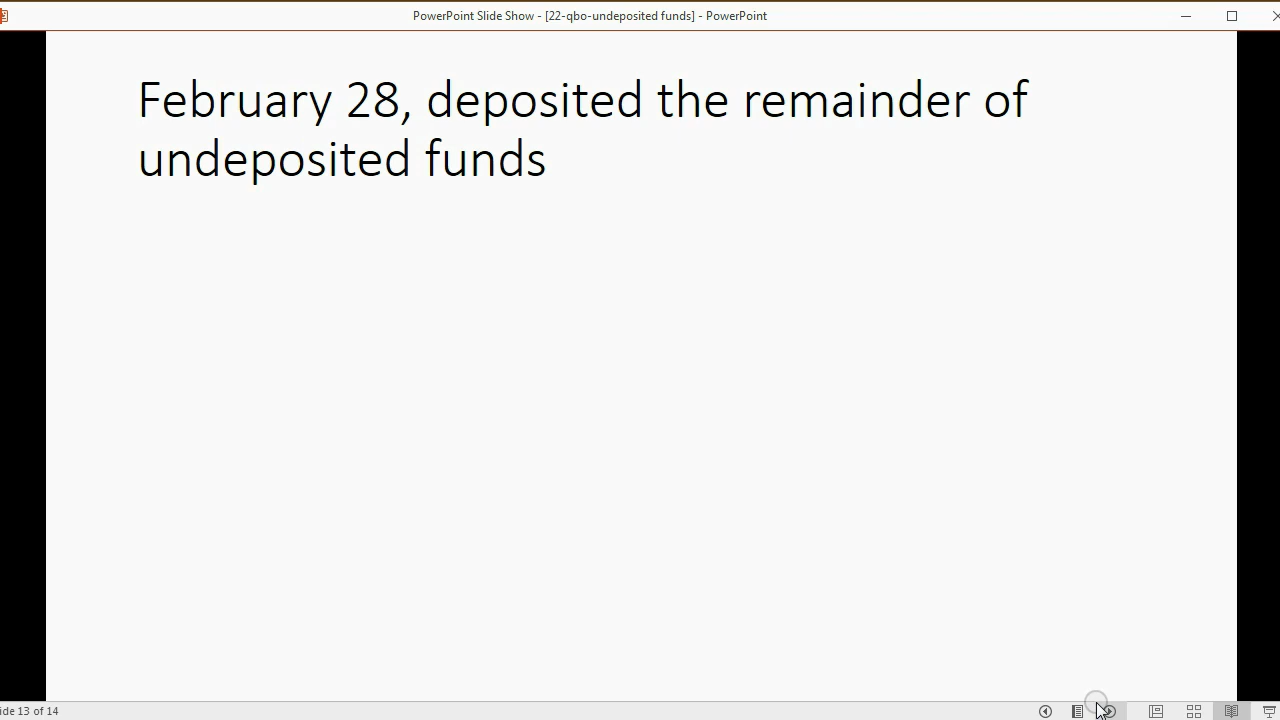 PowerPoint Slide Show - [22-qbo-undeposited funds] - PowerPoint
February 28, deposited the remainder of
undeposited funds
ide 13 of 14